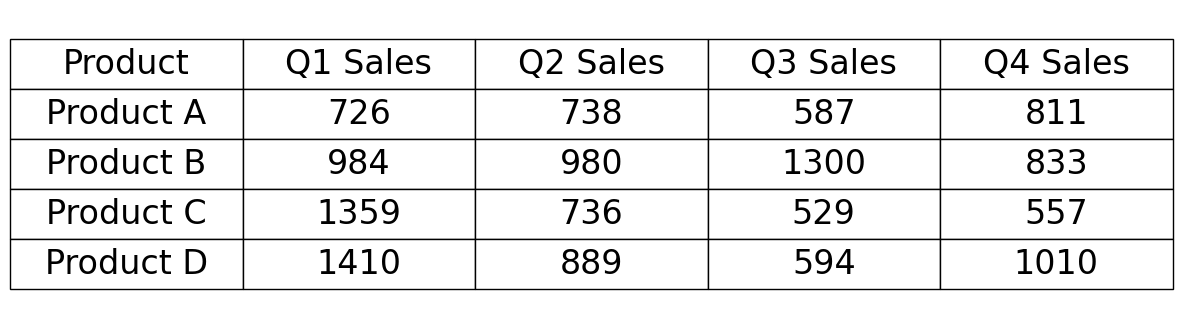 Product Q1 Sales Q2 Sales Q3 Sales Q4 Sales
Product A 726 738 587 811
Product B 984 980 1300 833
Product C 1359 736 529 557
Product D 1410 889 594 1010